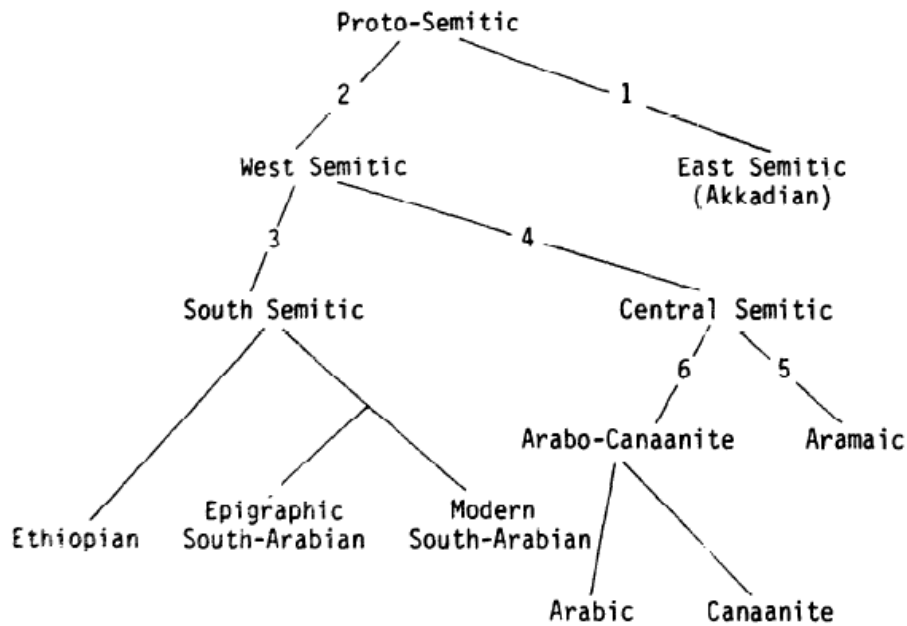 Proto-Semitic
2
1
West Semitic
East Semitic
(Akkadian)
3
4
South Semitic
Central Semitic
6
5
Arabo-Canaanite
Aramaic
Ethiopian
Epigraphic
South-Arabian
Modern
South-Arabian
Arabic
Canaanite